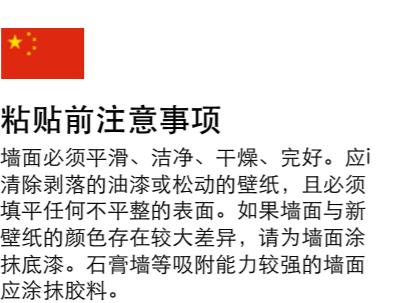 粘贴前注意事项
墙面必须平滑、洁净、干燥、完好。应i
清除剥落的油漆或松动的壁纸，且必须
填平任何不平整的表面。如果墙面与新
壁纸的颜色存在较大差异，请为墙面涂
抹底漆。石膏墙等吸附能力较强的墙面
应涂抹胶料。